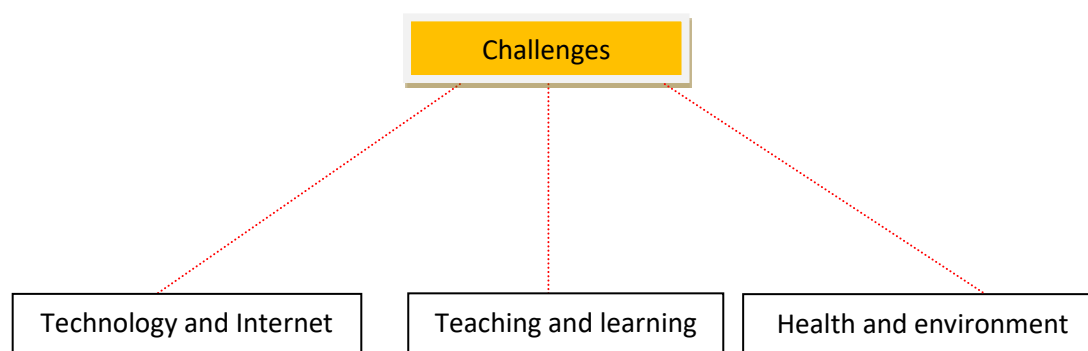 Challenges
Technology and Internet
Teaching and learning
Health and environment